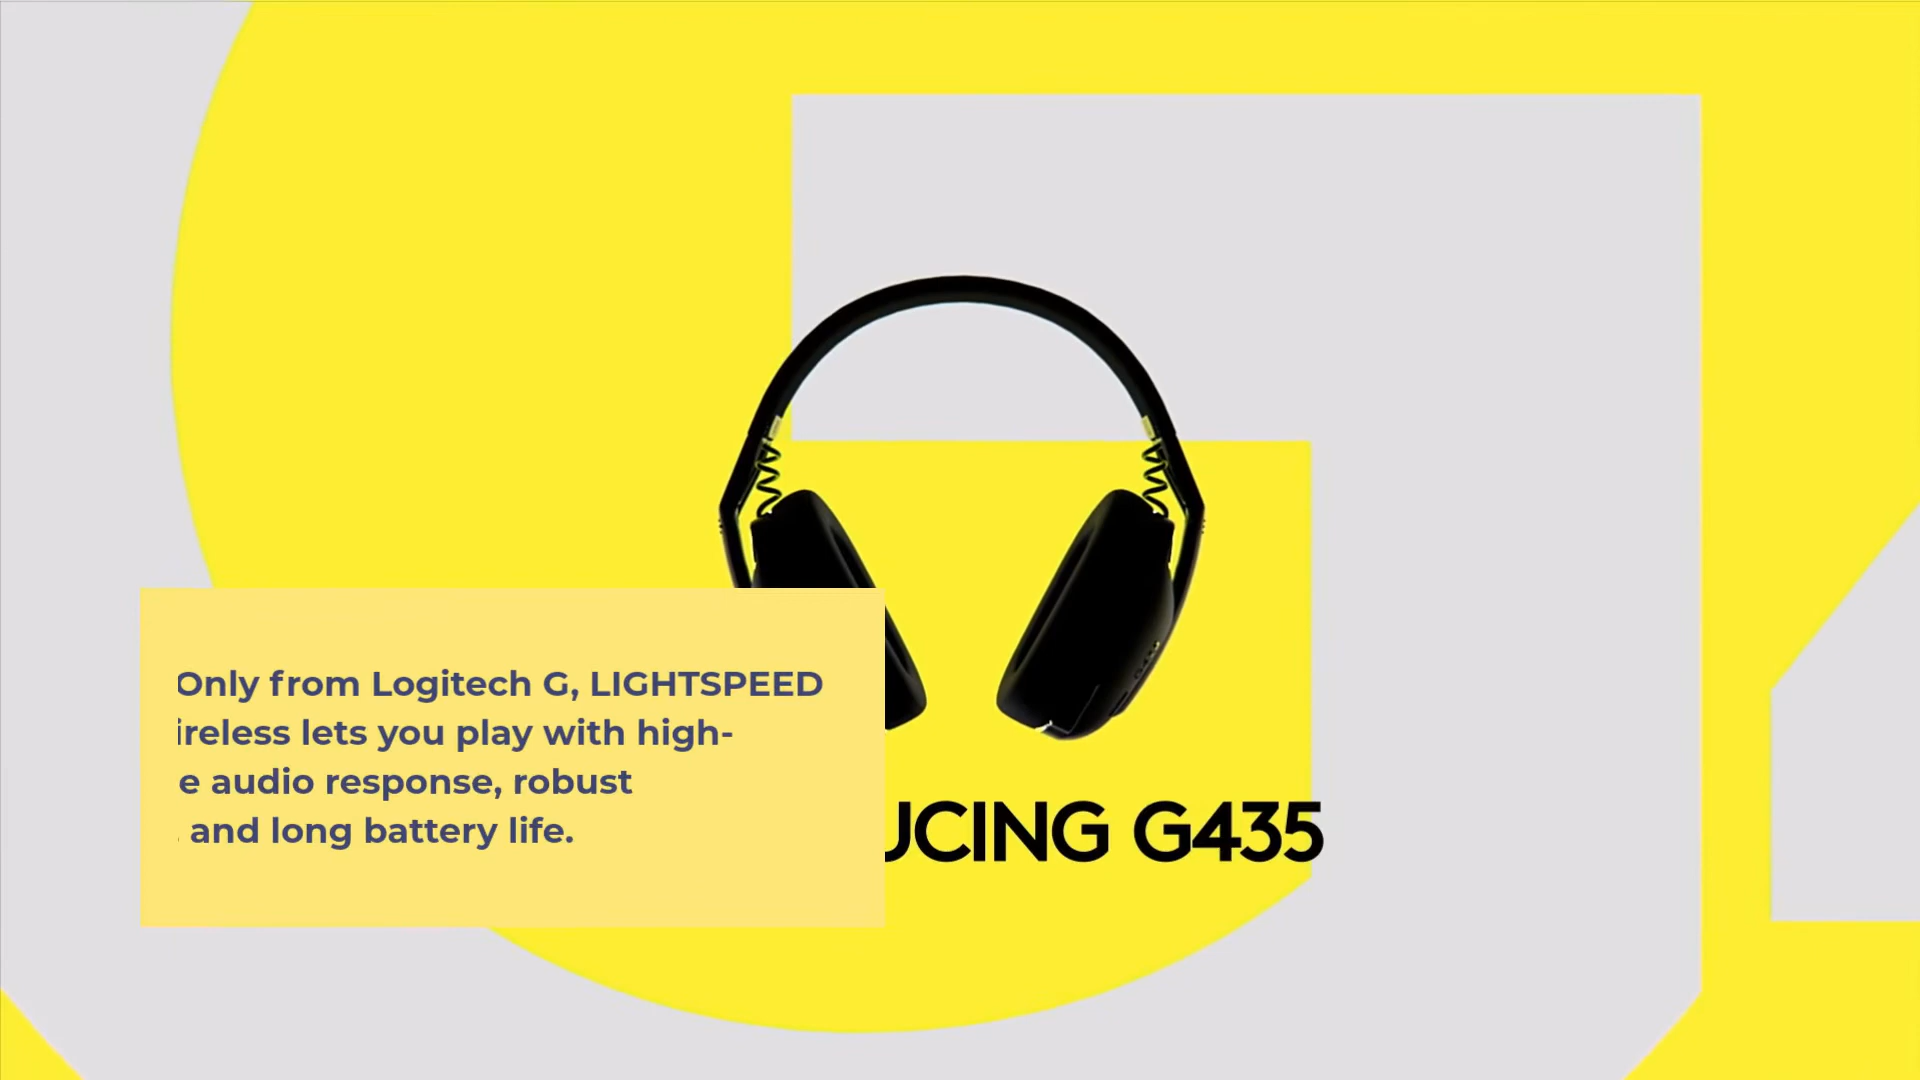 Only from Logitech G, LIGHTSPEED
ireless lets you play with high-
e audio response, robust
. and long battery life.
UCING G435